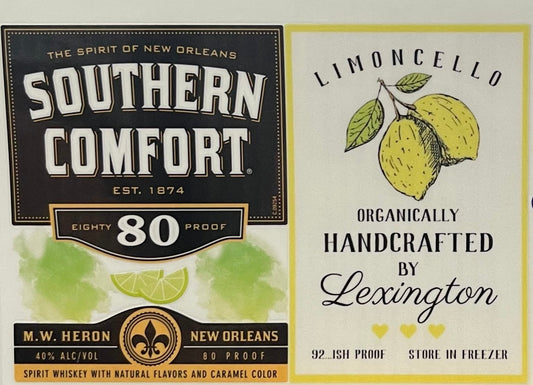 THE SPIRIT OF NEW ORLEANS
SOUTHERN
COMFORT®
EST. 1874
EIGHTY 80 PROOF
M.W. HERON NEW ORLEANS
40% ALC/VOL 80 PROOF
SPIRIT WHISKEY WITH NATURAL FLAVORS AND CARAMEL COLOR
LIMONCELLO
ORGANICALLY
HANDCRAFTED
BY
Lexington
92...ISH PROOF STORE IN FREEZER